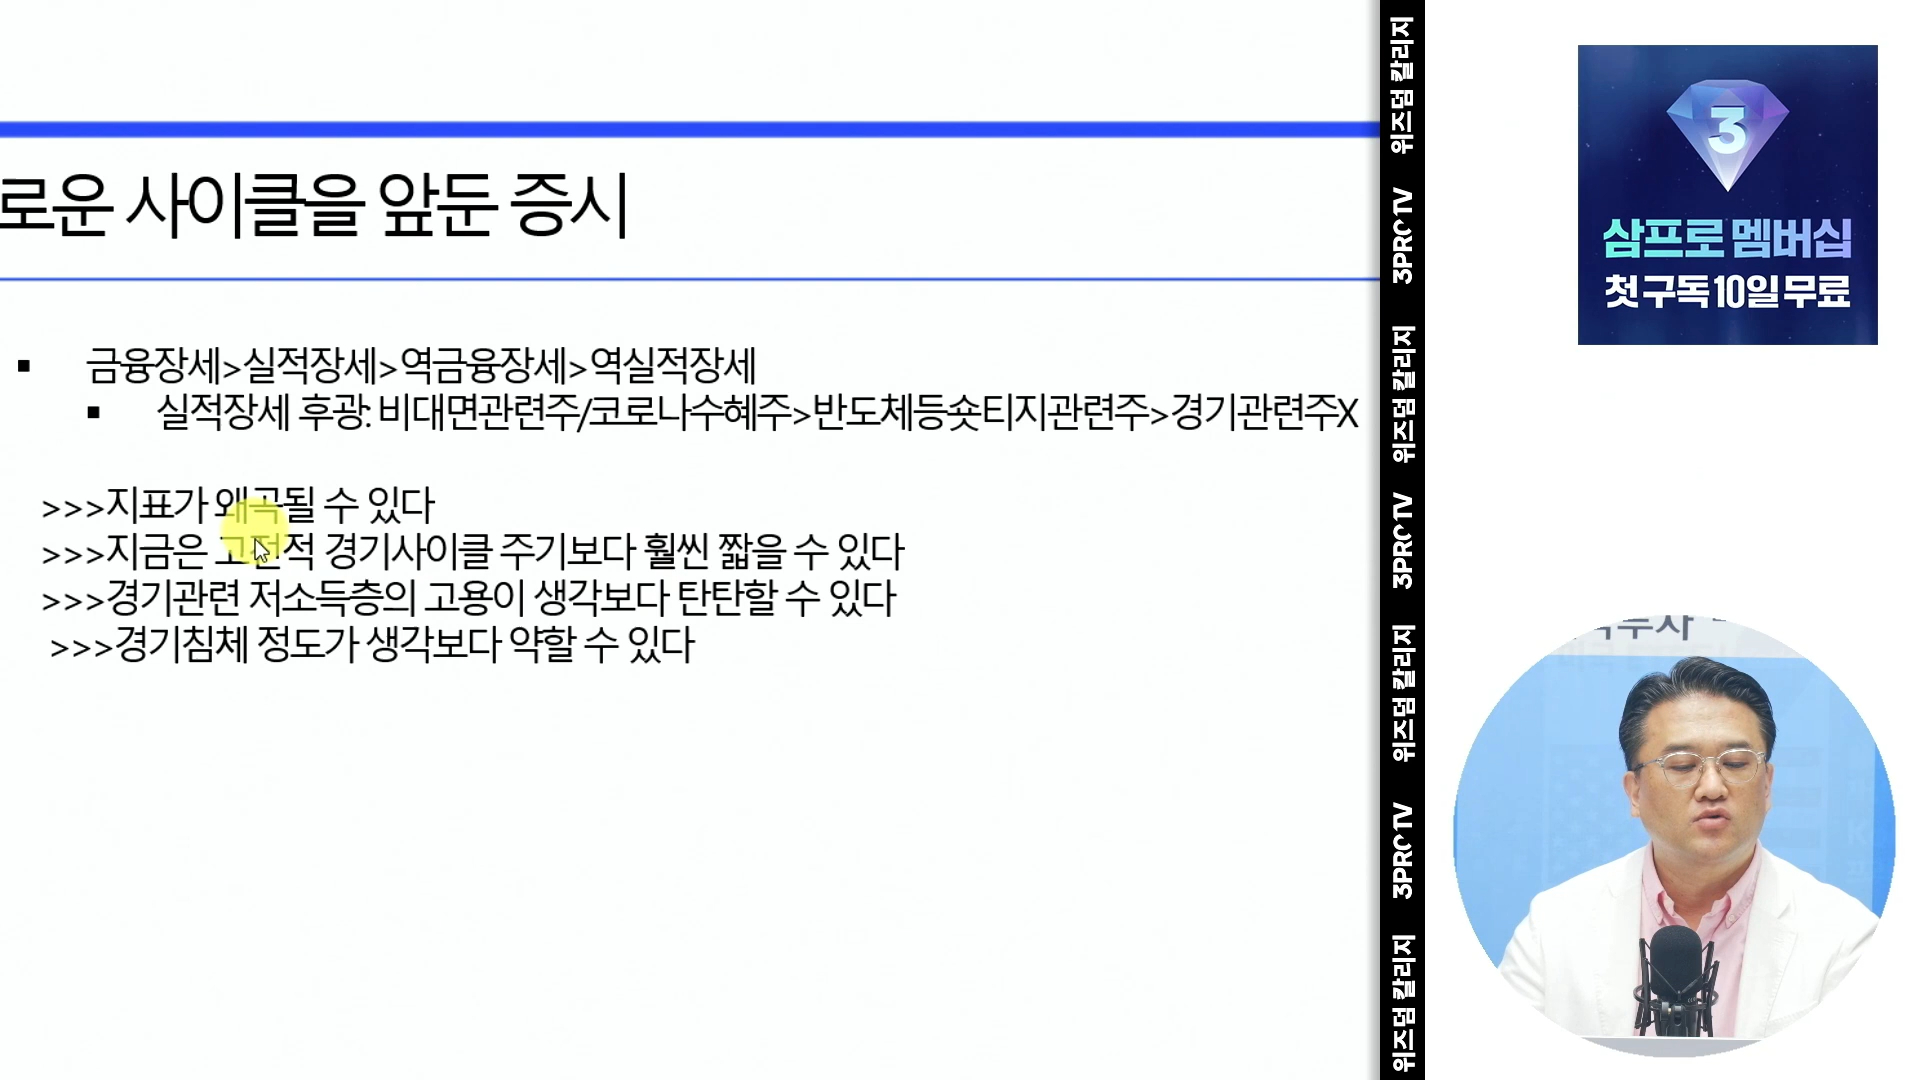 로운 사이클을 앞둔 증시
▪ 금융장세>실적장세>역금융장세>역실적장세
▪ 실적장세 후광: 비대면관련주/코로나수혜주>반도체등숏티지관련주>경기관련주X
>>>지표가 왜곡될 수 있다
>>>지금은 고전적 경기사이클 주기보다 훨씬 짧을 수 있다
>>>경기관련 저소득층의 고용이 생각보다 탄탄할 수 있다
>>>경기침체 정도가 생각보다 약할 수 있다
위즈덤 칼리지
3PROTV
위즈덤 칼리지
3PROTV
위즈덤 칼리지
3PROTV
위즈덤 칼리지
3
삼프로 멤버십
첫 구독 10일 무료